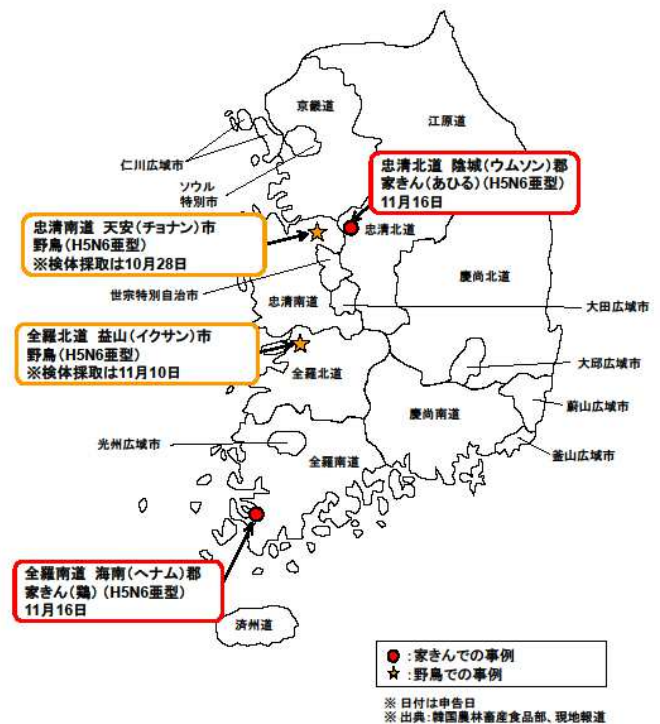 京畿道
江原道
仁川広域市
ソウル
特別市
忠清北道 陰城(ウムソン)郡
家きん(あひる)(H5N6亜型)
11月16日
忠清南道 天安(チョナン)市
野鳥(H5N6亜型)
※検体採取は10月28日
忠清北道
慶尚北道
世宗特別自治市
忠清南道
大田広域市
全羅北道 益山(イクサン)市
野鳥(H5N6亜型)
※検体採取は11月10日
全羅北道
大邱広域市
慶尚南道
蔚山広域市
光州広域市
全羅南道
釜山広域市
全羅南道 海南(ヘナム)郡
家きん(鶏)(H5N6亜型)
11月16日
済州道
:家きんでの事例
:野鳥での事例
※ 日付は申告日
※ 出典:韓国農林畜産食品部、現地報道